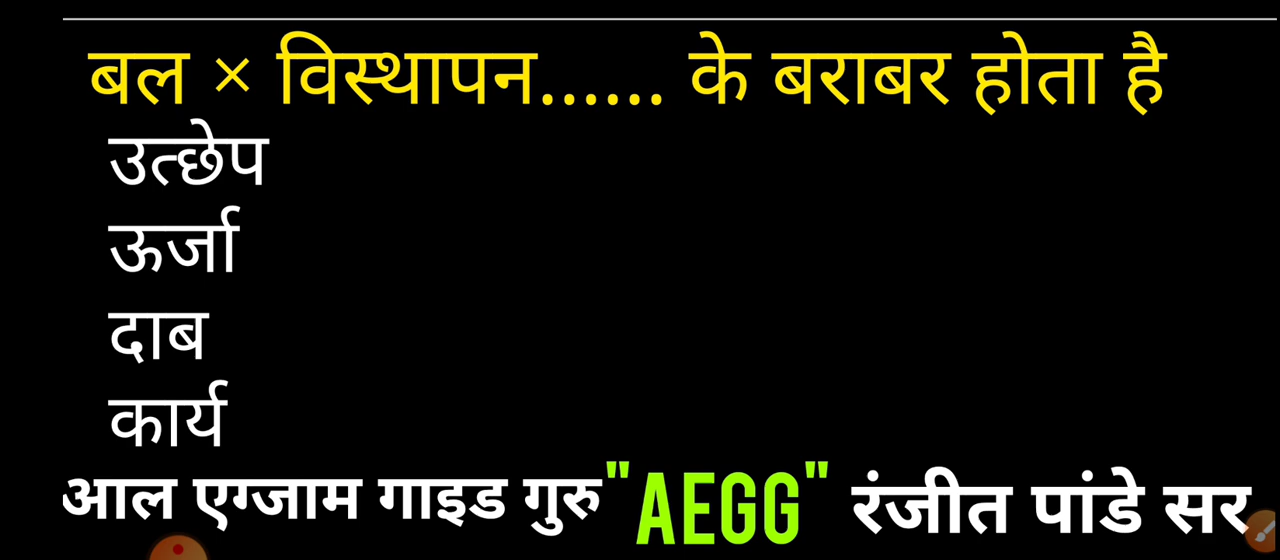 बल × विस्थापन...... के बराबर होता है
उत्छेप
ऊर्जा
दाब
कार्य
आल एग्जाम गाइड गुरु "AEGG" रंजीत पांडे सर